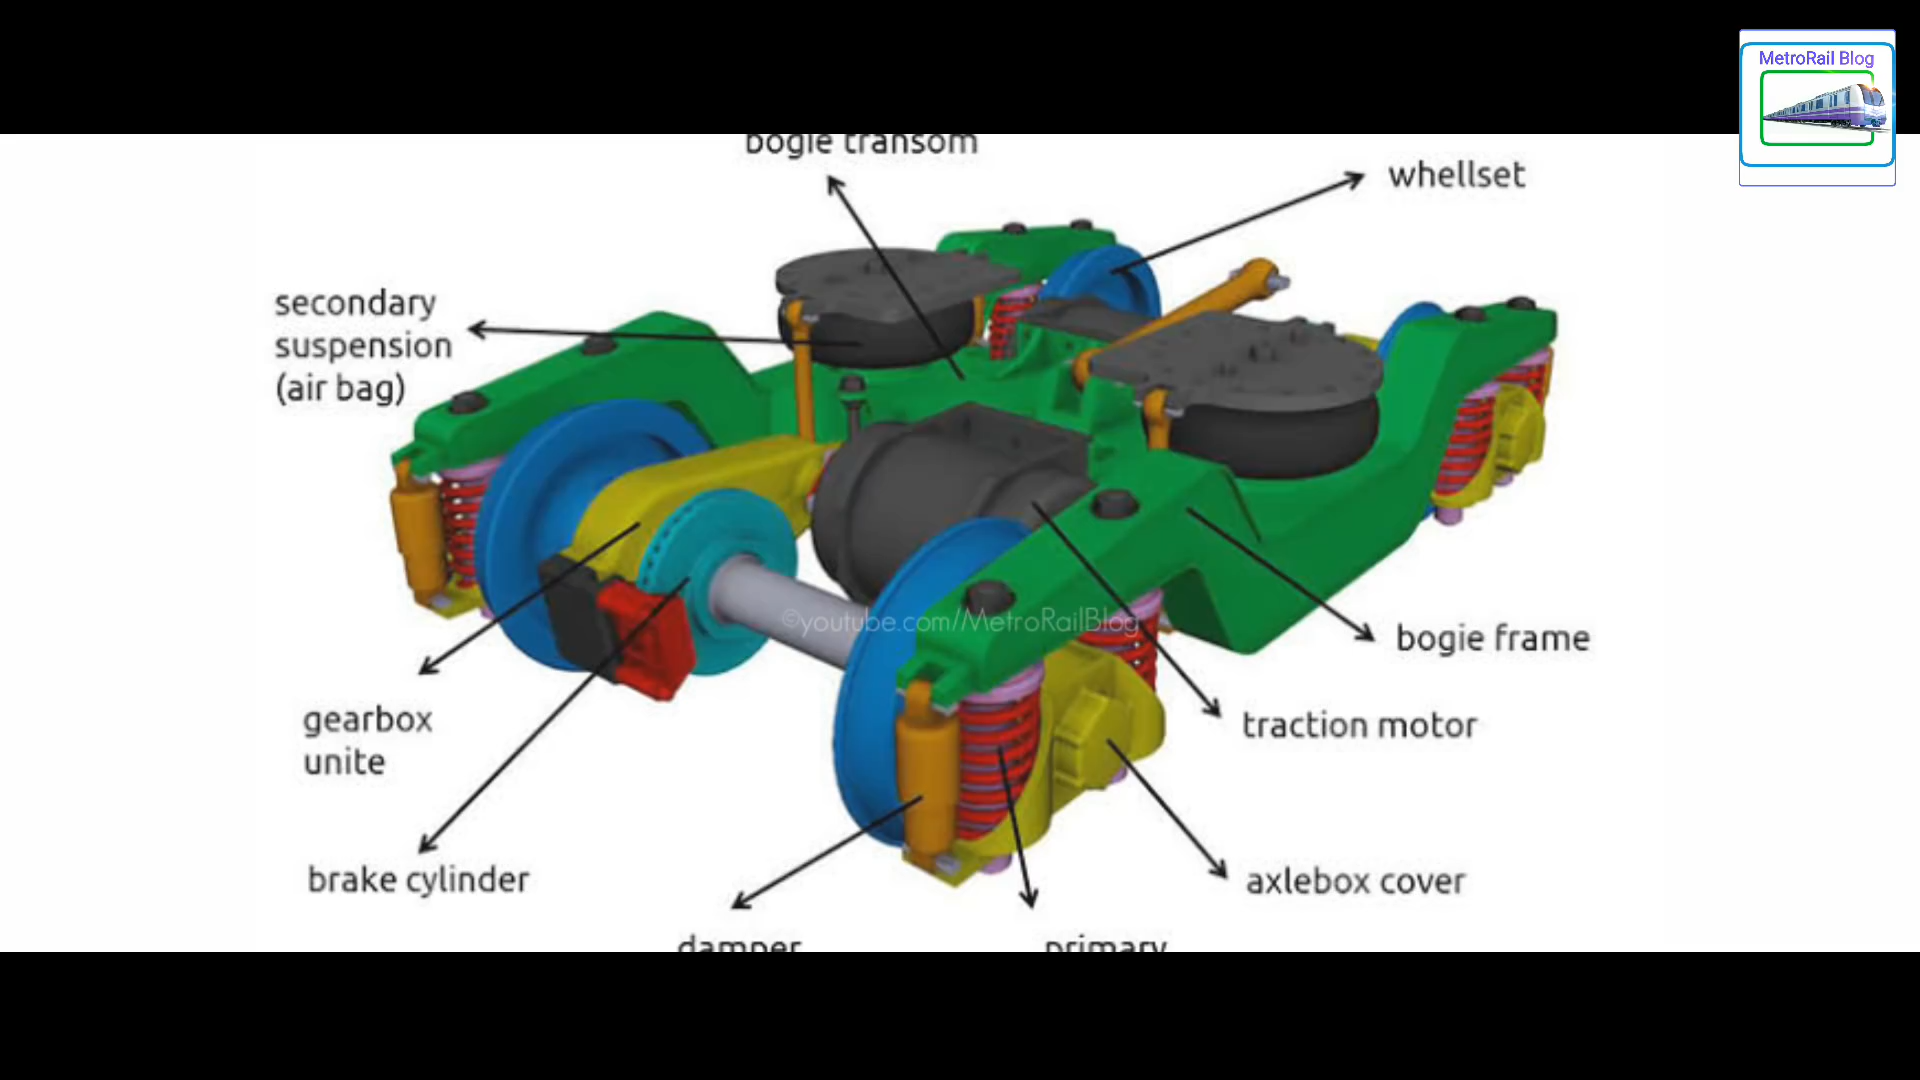 MetroRail Blog
bogie transom
whellset
secondary
suspension
(air bag)
©youtube.com/MetroRailBlog
bogie frame
gearbox
unite
traction motor
brake cylinder
axlebox cover
damper
primary